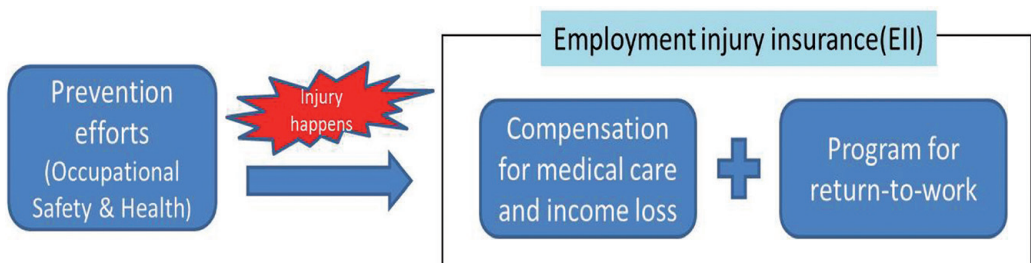 Employment injury insurance(EII)
Prevention
efforts
(Occupational
Safety & Health)
Injury
happens
Compensation
for medical care
and income loss
Program for
return-to-work